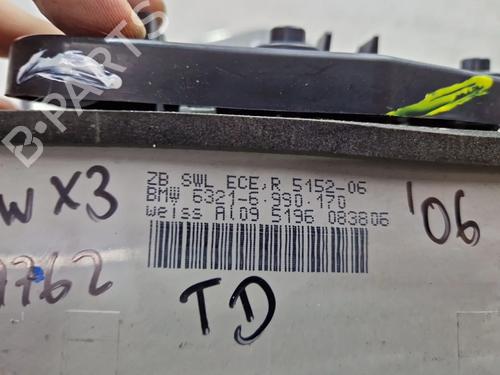 B-PARTS
ZB SWL ECE,R 5152-06
BMW 6321-6.990.170
weiss Al09 5196 083806
X3
'06
TD